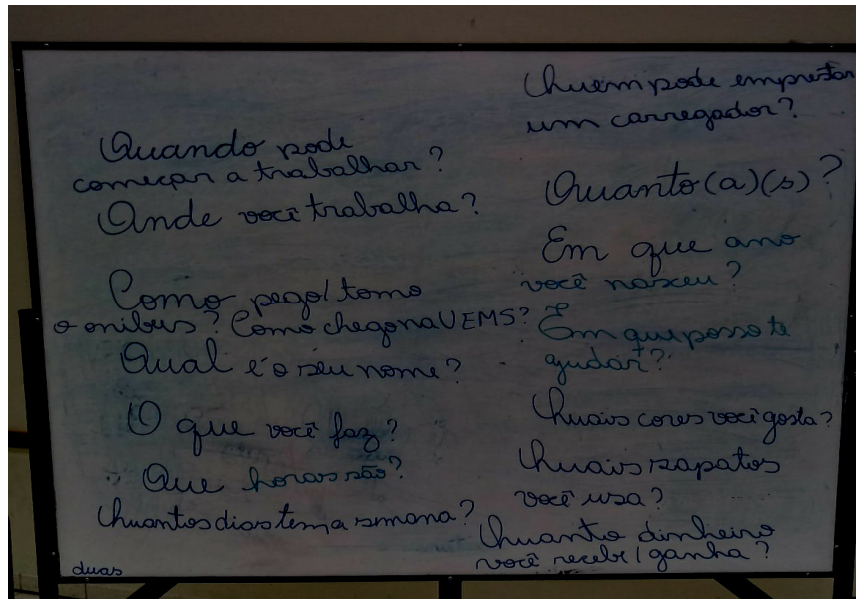 Quando pode
começar a trabalhar?
Onde você trabalha?
Como pego/tomo
o onibus? Como chego na UEMS?
Qual é o seu nome?
O que você faz?
Que horas são?
Quantos dias tem a semana?
duas
Quem pode emprestar
um carregador?
Quanto(a)(s)?
Em que ano
você nasceu?
Em que posso te
ajudar?
Quais cores você gosta?
Quais sapatos
você usa?
Quanto dinheiro
você recebe/ganha?